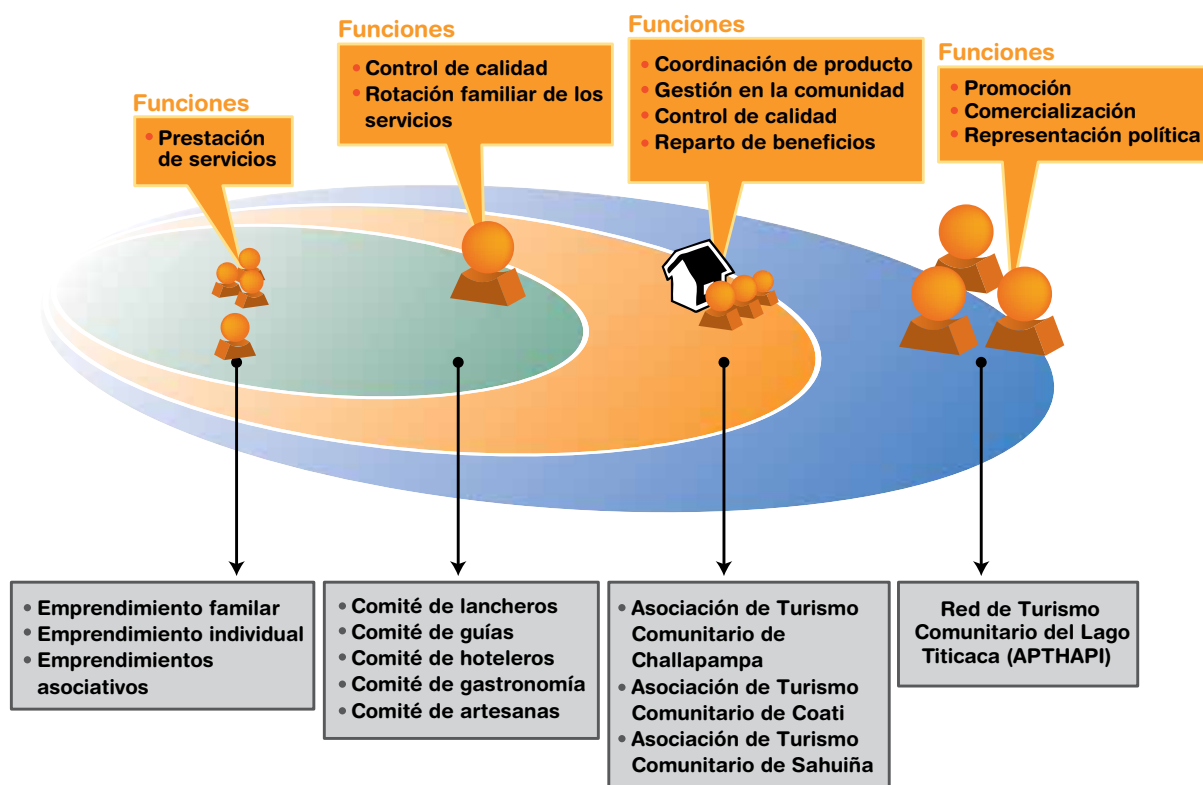 Funciones
• Prestación
de servicios
Funciones
• Control de calidad
• Rotación familiar de los
servicios
Funciones
• Coordinación de producto
• Gestión en la comunidad
• Control de calidad
• Reparto de beneficios
Funciones
• Promoción
• Comercialización
• Representación política
• Emprendimiento familar
• Emprendimiento individual
• Emprendimientos
asociativos
• Comité de lancheros
• Comité de guías
• Comité de hoteleros
• Comité de gastronomía
• Comité de artesanas
• Asociación de Turismo
Comunitario de
Challapampa
• Asociación de Turismo
Comunitario de Coati
• Asociación de Turismo
Comunitario de Sahuiña
Red de Turismo
Comunitario del Lago
Titicaca (APTHAPI)